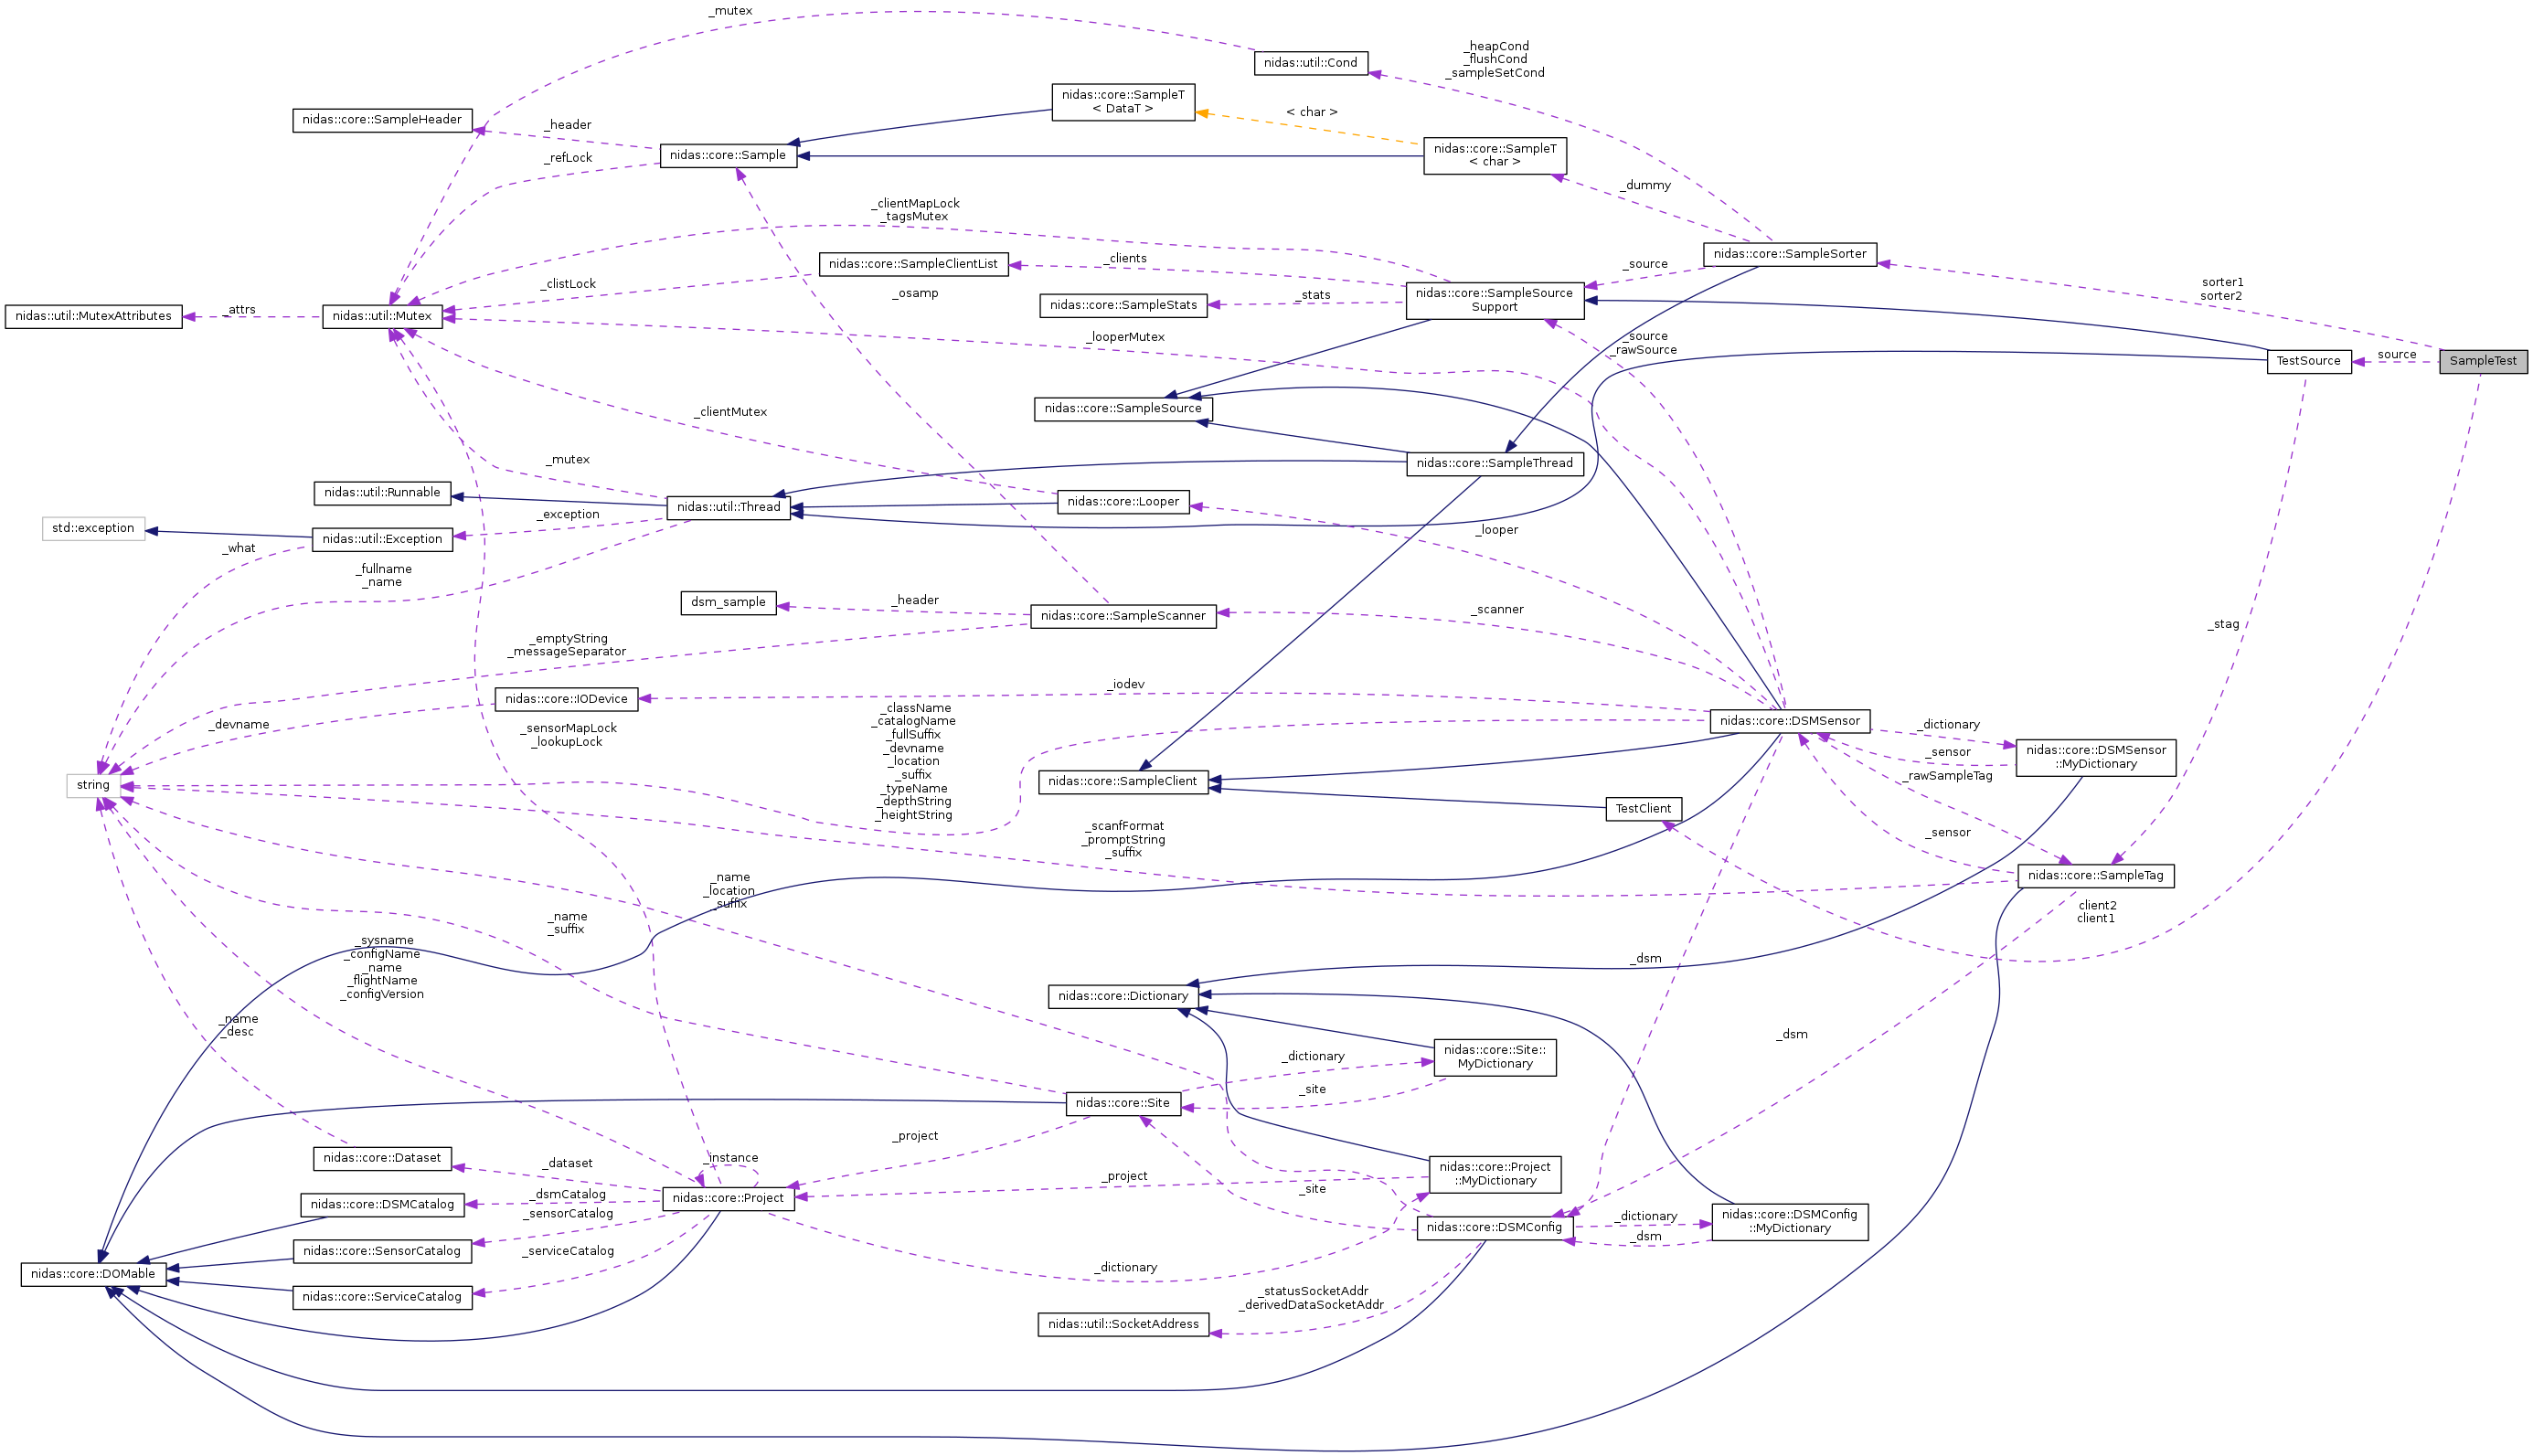 _mutex
_heapCond
_flushCond
_sampleSetCond
nidas::util::Cond
nidas::core::SampleT
< DataT >
< char >
nidas::core::SampleHeader
_header
nidas::core::Sample
nidas::core::SampleT
< char >
_refLock
_dummy
_clientMapLock
_tagsMutex
nidas::core::SampleSorter
nidas::core::SampleClientList
_clients
_source
_clistLock
_osamp
sorter1
sorter2
nidas::core::SampleSource
Support
nidas::core::SampleStats
_stats
nidas::util::MutexAttributes
_attrs
nidas::util::Mutex
_looperMutex
_source
_rawSource
TestSource
source
SampleTest
_clientMutex
nidas::core::SampleSource
_mutex
nidas::core::SampleThread
nidas::util::Runnable
nidas::util::Thread
nidas::core::Looper
std::exception
_exception
nidas::util::Exception
_looper
_what
_fullname
_name
dsm_sample
_header
nidas::core::SampleScanner
_scanner
_stag
_emptyString
_messageSeparator
_iodev
nidas::core::IODevice
_devname
_sensorMapLock
_lookupLock
_className
_catalogName
_fullSuffix
_devname
_location
_suffix
_typeName
_depthString
_heightString
nidas::core::DSMSensor
_dictionary
_sensor
nidas::core::DSMSensor
::MyDictionary
_rawSampleTag
string
nidas::core::SampleClient
TestClient
_scanfFormat
_promptString
_suffix
_sensor
nidas::core::SampleTag
_name
_location
_suffix
client2
client1
_name
_suffix
_sysname
_configName
_name
_flightName
_configVersion
_dsm
nidas::core::Dictionary
_name
_desc
_dsm
_dictionary
nidas::core::Site::
MyDictionary
_site
nidas::core::Site
_project
nidas::core::Dataset
_dataset
_instance
nidas::core::Project
::MyDictionary
_project
_site
nidas::core::DSMCatalog
_dsmCatalog
nidas::core::Project
_sensorCatalog
nidas::core::DSMConfig
_dictionary
_dsm
nidas::core::DSMConfig
::MyDictionary
nidas::core::SensorCatalog
_serviceCatalog
nidas::core::DOMable
_dictionary
nidas::core::ServiceCatalog
_statusSocketAddr
_derivedDataSocketAddr
nidas::util::SocketAddress